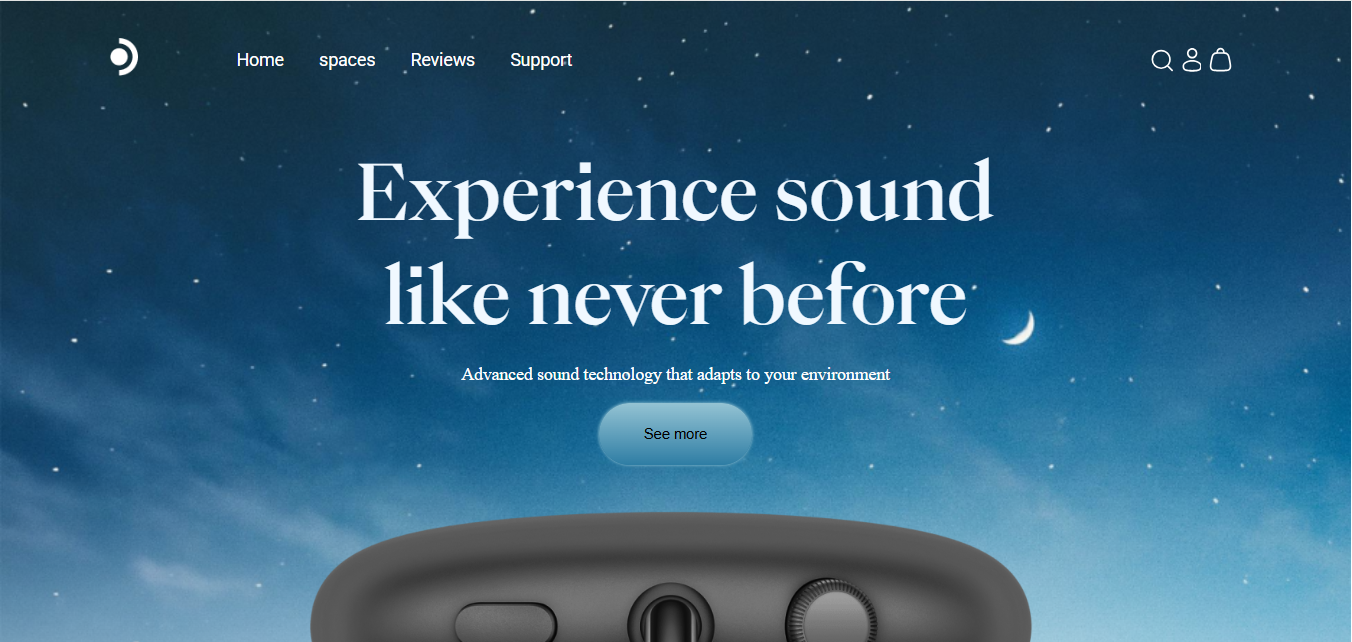 Home
spaces
Reviews
Support
Experience sound
like never before
Advanced sound technology that adapts to your environment
See more